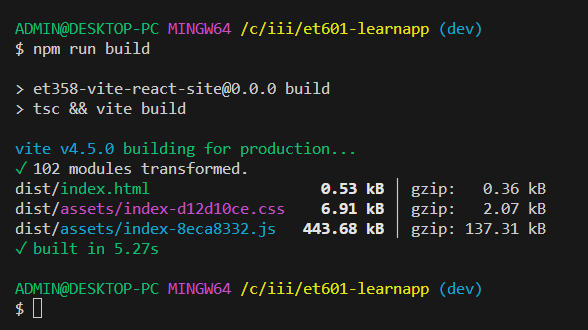 ADMIN@DESKTOP-PC MINGW64 /c/iii/et601-learnapp (dev)
$ npm run build
> et358-vite-react-site@0.0.0 build
> tsc && vite build
vite v4.5.0 building for production...
✓ 102 modules transformed.
dist/index.html                   0.53 kB │ gzip:   0.36 kB
dist/assets/index-d12d10ce.css    6.91 kB │ gzip:   2.07 kB
dist/assets/index-8eca8332.js   443.68 kB │ gzip: 137.31 kB
✓ built in 5.27s
ADMIN@DESKTOP-PC MINGW64 /c/iii/et601-learnapp (dev)
$